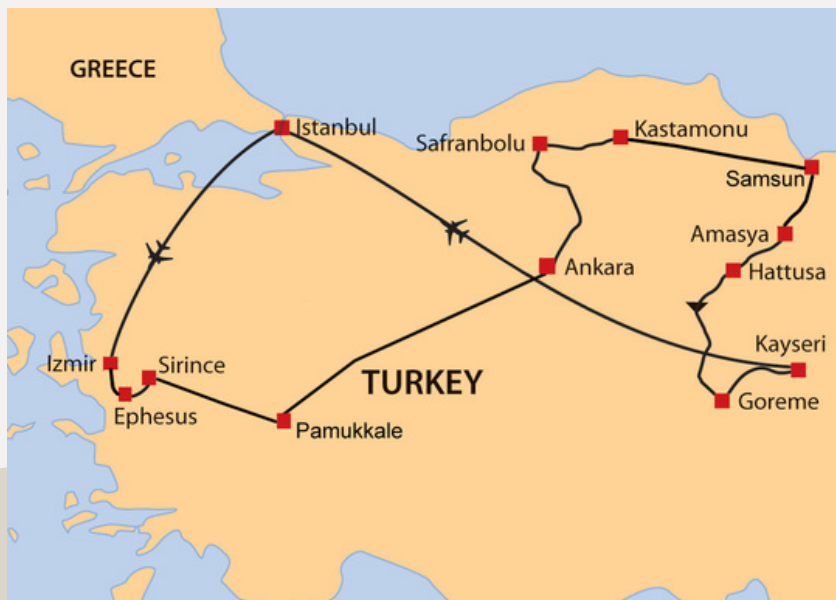 GREECE
Istanbul
Safranbolu
Kastamonu
Samsun
Amasya
Hattusa
Ankara
Kayseri
Izmir
Sirince
TURKEY
Goreme
Ephesus
Pamukkale